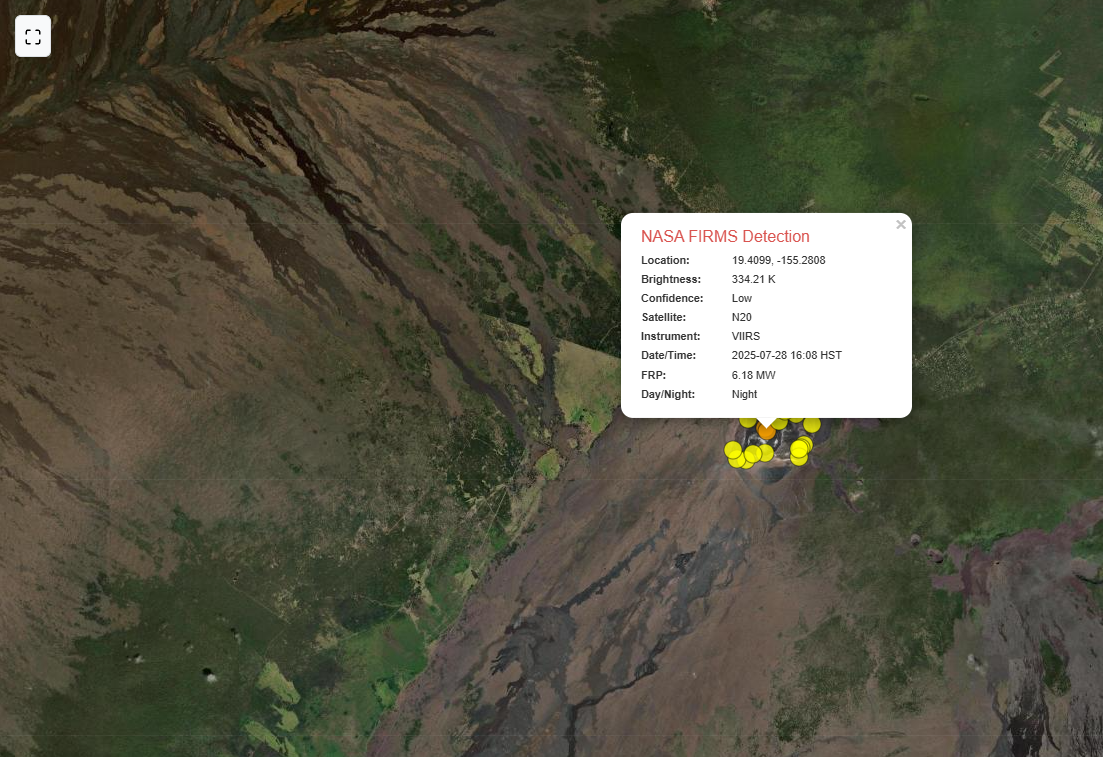 NASA FIRMS Detection
×
Location: 19.4099, -155.2808
Brightness: 334.21 K
Confidence: Low
Satellite: N20
Instrument: VIIRS
Date/Time: 2025-07-28 16:08 HST
FRP: 6.18 MW
Day/Night: Night